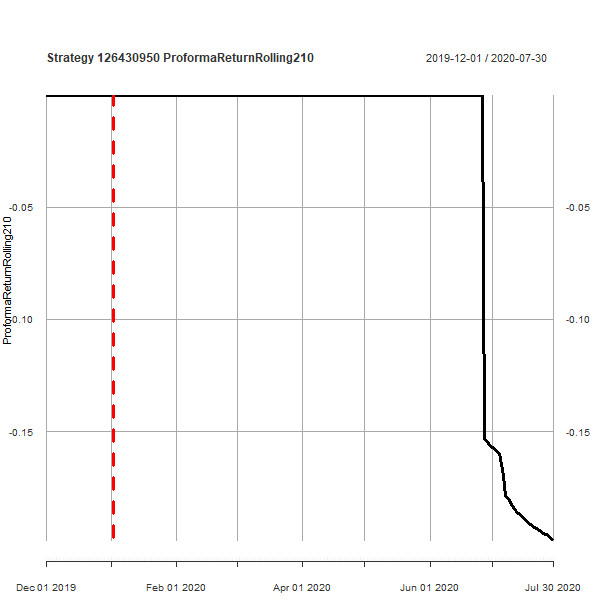 Strategy 126430950 ProformaReturnRolling210
2019-12-01 / 2020-07-30
ProformaReturnRolling210
-0.05 -0.05
-0.10 -0.10
-0.15 -0.15
Dec 01 2019 Feb 01 2020 Apr 01 2020 Jun 01 2020 Jul 30 2020